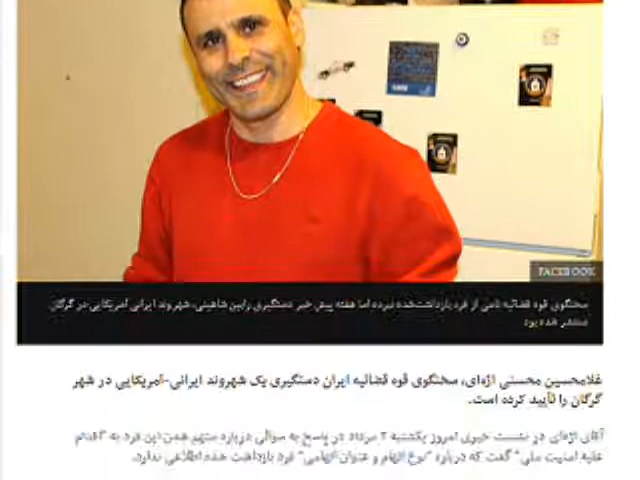 FACEBOOK
سخنگوی قوه قضائیه نامی از فرد بازداشت‌شده نبرده اما هفته پیش خبر دستگیری رابین شاهینی، شهروند ایرانی آمریکایی در گرگان
منتشر شده بود
غلامحسین محسنی اژه‌ای، سخنگوی قوه قضائیه ایران دستگیری یک شهروند ایرانی-آمریکایی در شهر
گرگان را تأیید کرده است.
آقای اژه‌ای در نشست خبری امروز یکشنبه ۳ مرداد در پاسخ به سوالی درباره متهم شدن این فرد به "اقدام
علیه امنیت ملی" گفت که درباره "نوع اتهام و عنوان اتهامی" فرد بازداشت شده اطلاعی ندارد.